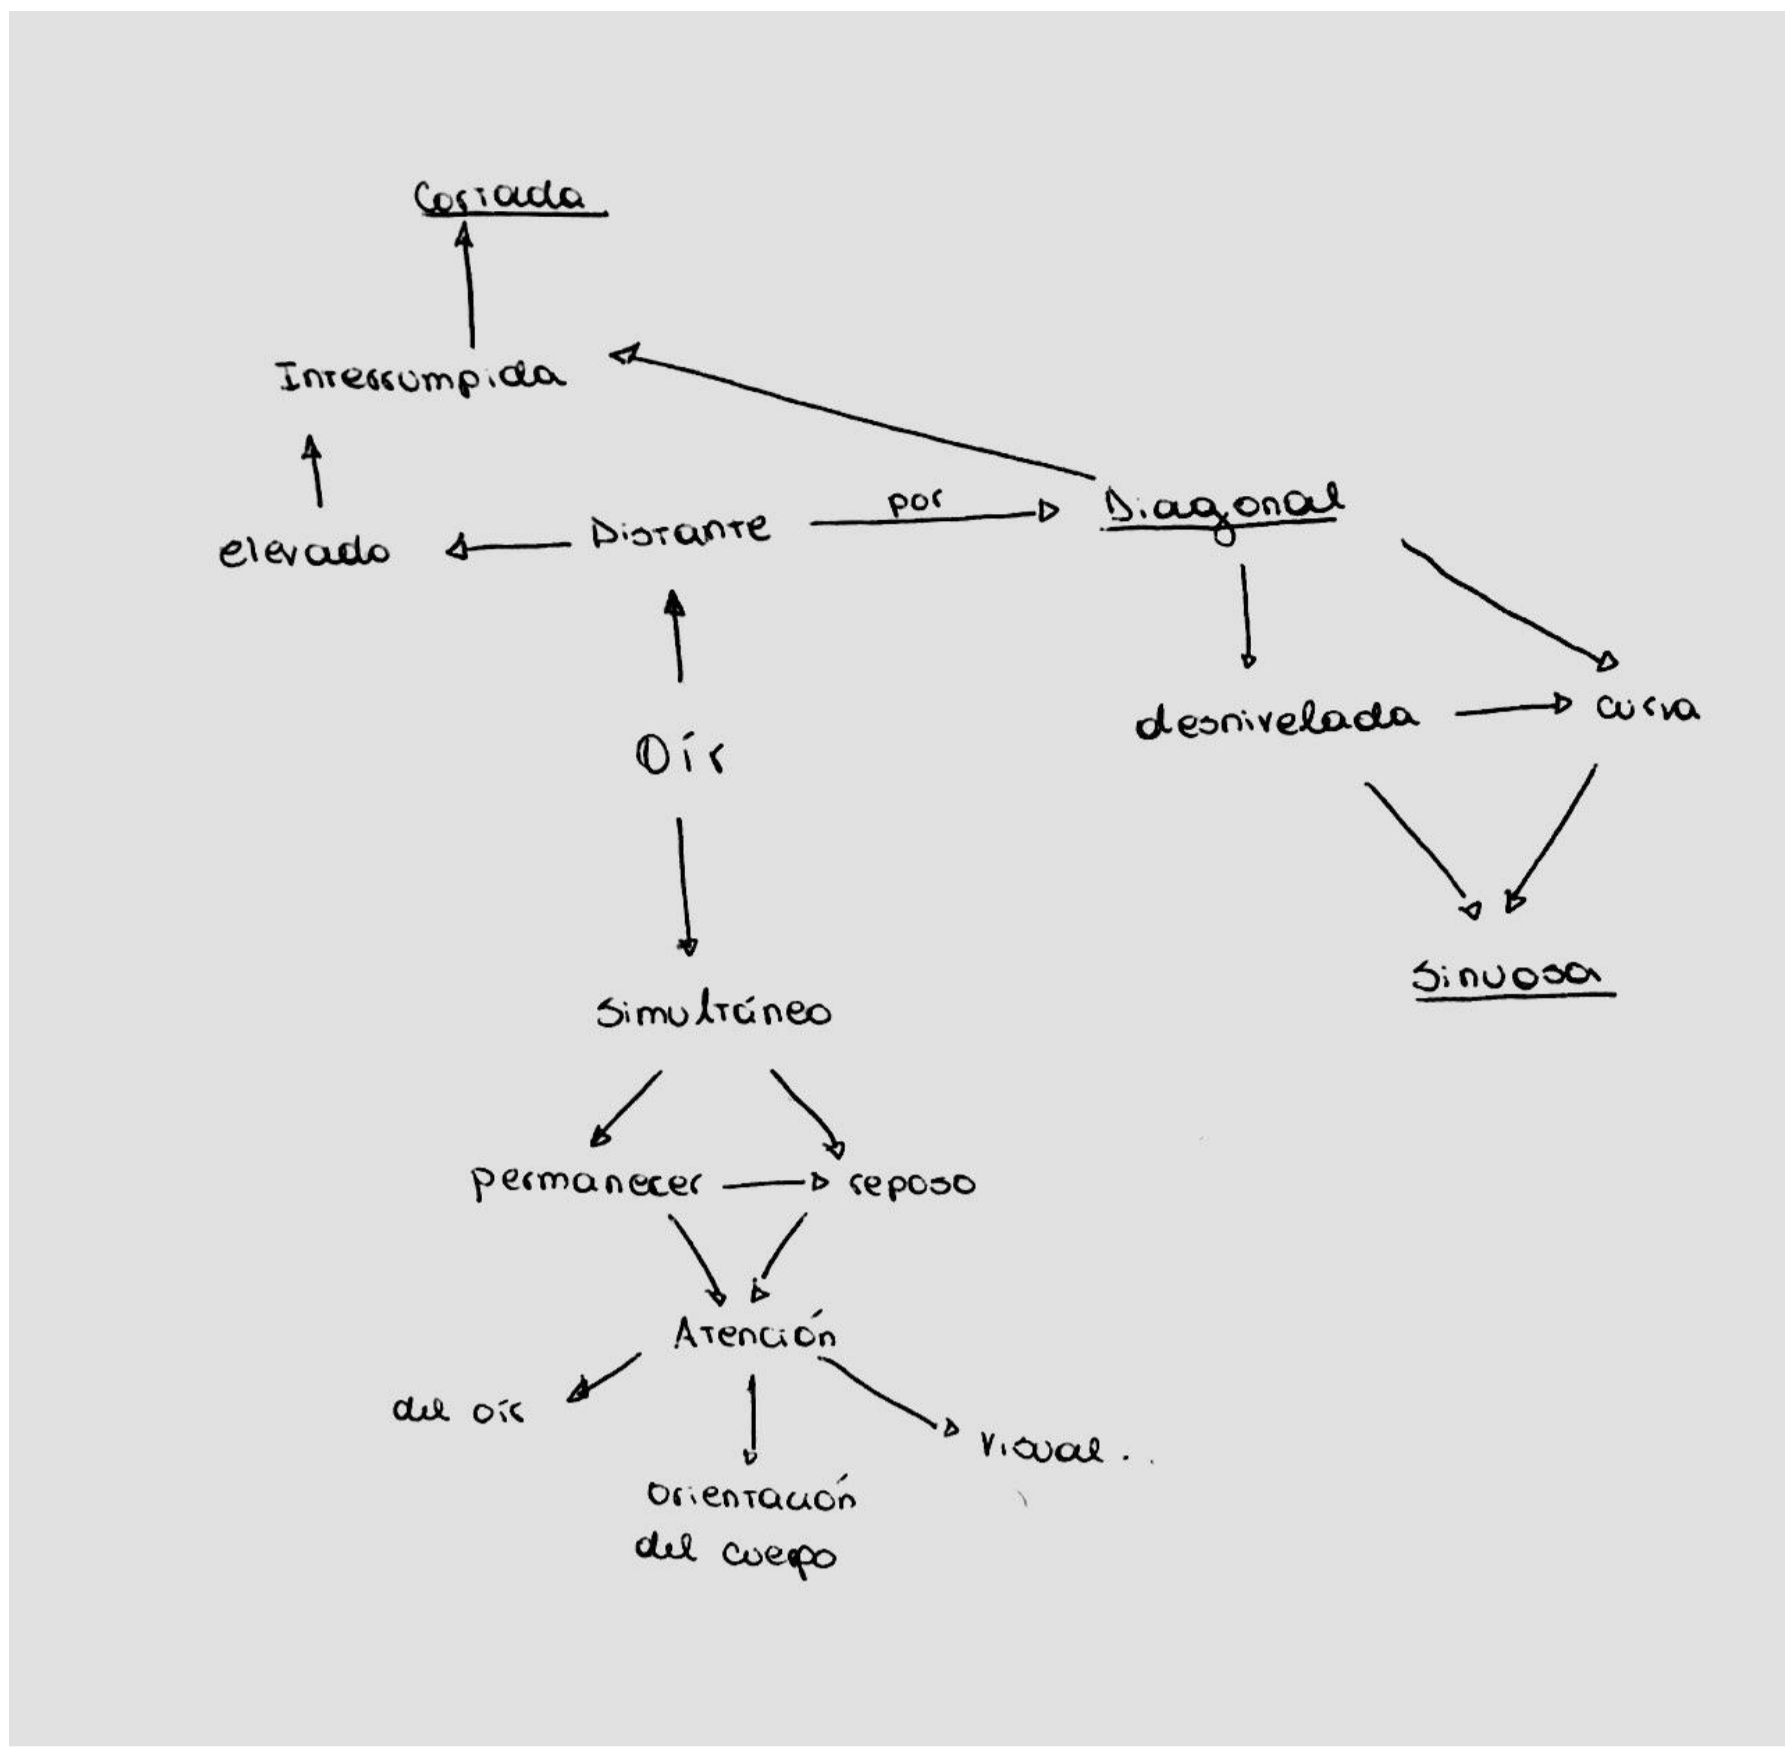 Cortada
Interrumpida
por
Diagonal
elevado
Distante
desnivelada
curva
Oír
Sinuosa
Simultáneo
permanecer
reposo
Atención
del oír
Visual..
orientación
del cuerpo